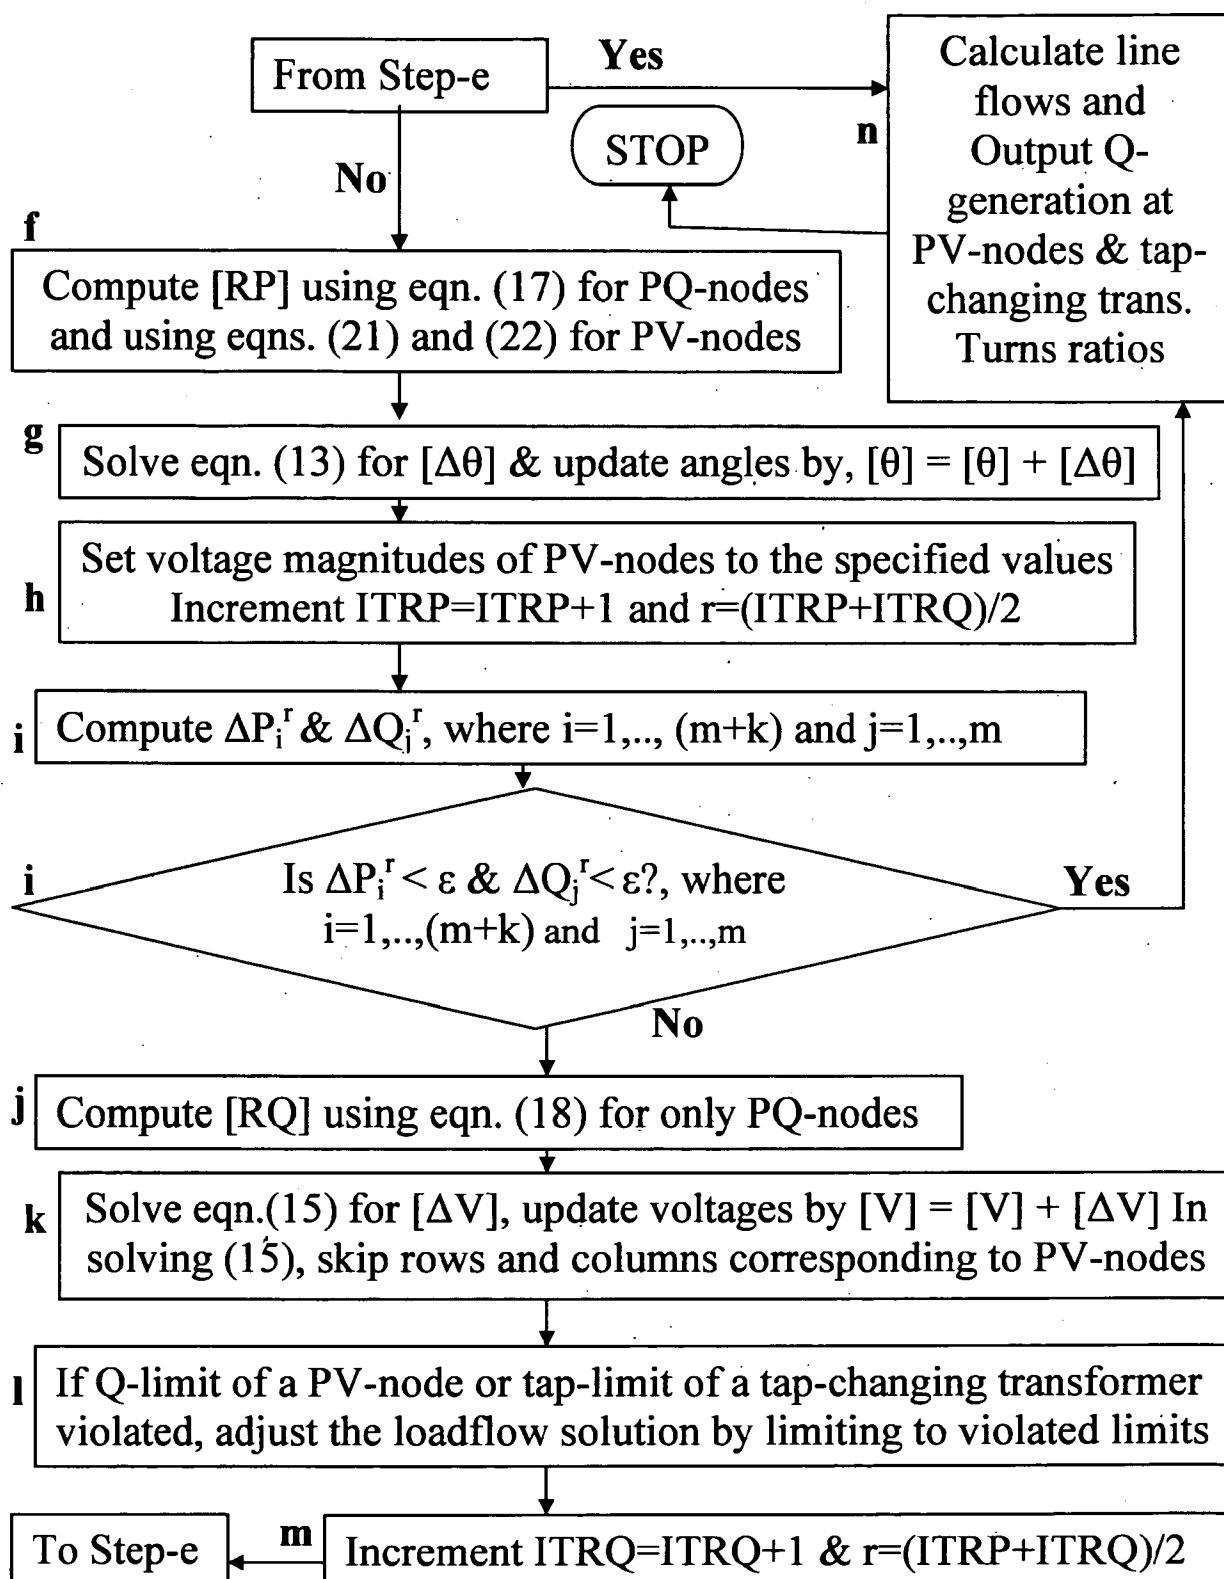 From Step-e
Yes
No
STOP
n
Calculate line
flows and
Output Q-
generation at
PV-nodes & tap-
changing trans.
Turns ratios
f
Compute [RP] using eqn. (17) for PQ-nodes
and using eqns. (21) and (22) for PV-nodes
g
Solve eqn. (13) for [Δθ] & update angles by, [θ] = [θ] + [Δθ]
h
Set voltage magnitudes of PV-nodes to the specified values
Increment ITRP=ITRP+1 and r=(ITRP+ITRQ)/2
i
Compute ΔPᵢʳ & ΔQⱼʳ, where i=1,.., (m+k) and j=1,..,m
i
Is ΔPᵢʳ < ε & ΔQⱼʳ< ε?, where
i=1,..,(m+k) and j=1,..,m
Yes
No
j
Compute [RQ] using eqn. (18) for only PQ-nodes
k
Solve eqn.(15) for [ΔV], update voltages by [V] = [V] + [ΔV] In
solving (15), skip rows and columns corresponding to PV-nodes
l
If Q-limit of a PV-node or tap-limit of a tap-changing transformer
violated, adjust the loadflow solution by limiting to violated limits
To Step-e
m
Increment ITRQ=ITRQ+1 & r=(ITRP+ITRQ)/2